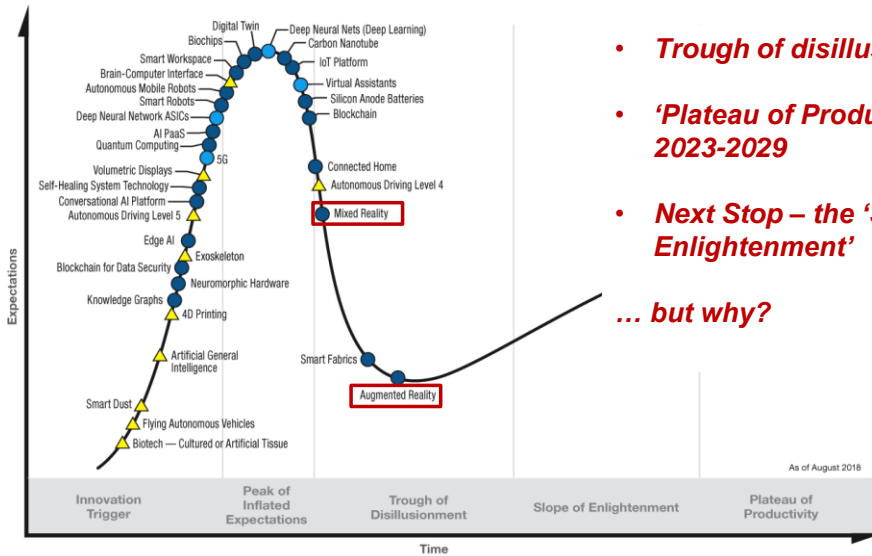 Expectations
Digital Twin
Biochips
Smart Workspace
Brain-Computer Interface
Autonomous Mobile Robots
Smart Robots
Deep Neural Network ASICs
AI PaaS
Quantum Computing
5G
Volumetric Displays
Self-Healing System Technology
Conversational AI Platform
Autonomous Driving Level 5
Edge AI
Exoskeleton
Blockchain for Data Security
Neuromorphic Hardware
Knowledge Graphs
4D Printing
Artificial General
Intelligence
Smart Dust
Flying Autonomous Vehicles
Biotech — Cultured or Artificial Tissue
Deep Neural Nets (Deep Learning)
Carbon Nanotube
IoT Platform
Virtual Assistants
Silicon Anode Batteries
Blockchain
Connected Home
Autonomous Driving Level 4
Mixed Reality
Smart Fabrics
Augmented Reality
• Trough of disillus
• ‘Plateau of Produ
2023-2029
• Next Stop – the ‘
Enlightenment’
… but why?
As of August 2018
Innovation
Trigger
Peak of
Inflated
Expectations
Trough of
Disillusionment
Slope of Enlightenment
Plateau of
Productivity
Time